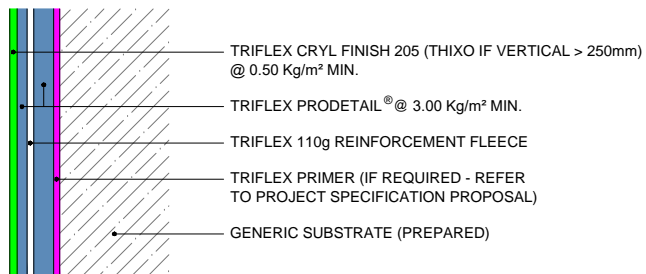 TRIFLEX CRYL FINISH 205 (THIXO IF VERTICAL > 250mm)
@ 0.50 Kg/m² MIN.
TRIFLEX PRODETAIL® @ 3.00 Kg/m² MIN.
TRIFLEX 110g REINFORCEMENT FLEECE
TRIFLEX PRIMER (IF REQUIRED - REFER
TO PROJECT SPECIFICATION PROPOSAL)
GENERIC SUBSTRATE (PREPARED)